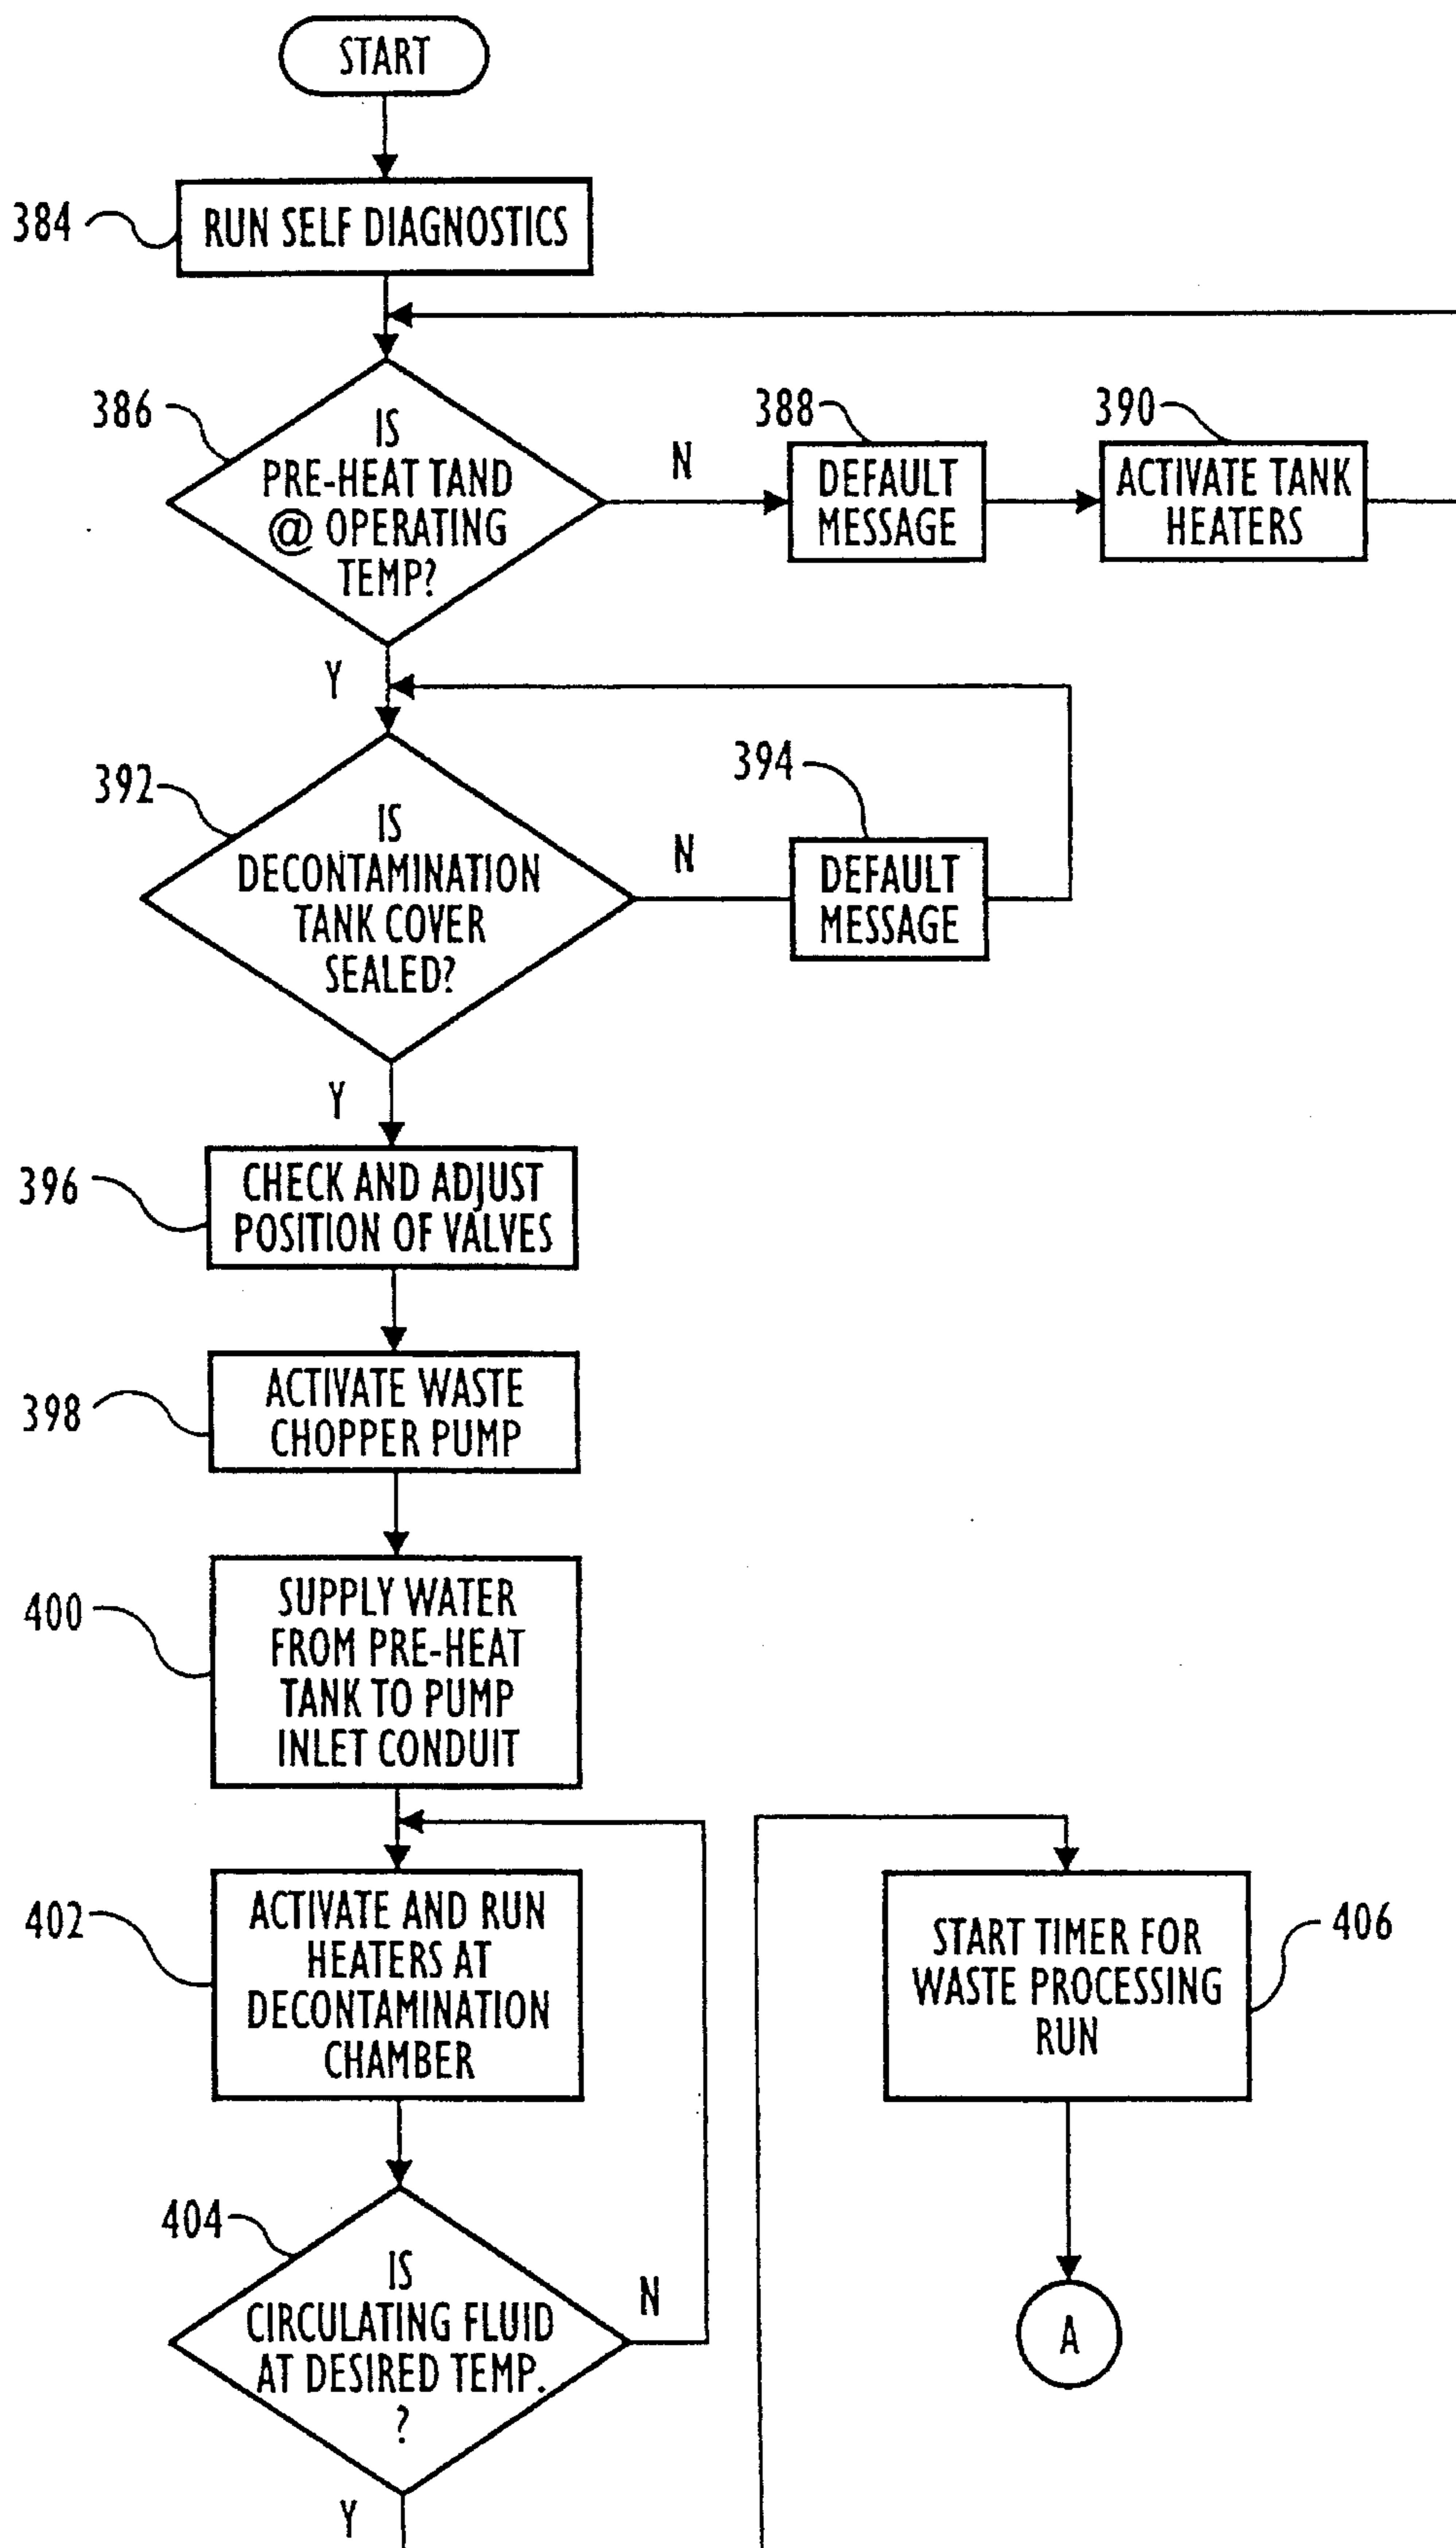 START
384
RUN SELF DIAGNOSTICS
386
IS
PRE-HEAT TAND
@ OPERATING
TEMP?
N
388
DEFAULT
MESSAGE
390
ACTIVATE TANK
HEATERS
Y
392
IS
DECONTAMINATION
TANK COVER
SEALED?
N
394
DEFAULT
MESSAGE
Y
396
CHECK AND ADJUST
POSITION OF VALVES
398
ACTIVATE WASTE
CHOPPER PUMP
400
SUPPLY WATER
FROM PRE-HEAT
TANK TO PUMP
INLET CONDUIT
402
ACTIVATE AND RUN
HEATERS AT
DECONTAMINATION
CHAMBER
404
IS
CIRCULATING FLUID
AT DESIRED TEMP.
?
N
Y
406
START TIMER FOR
WASTE PROCESSING
RUN
A